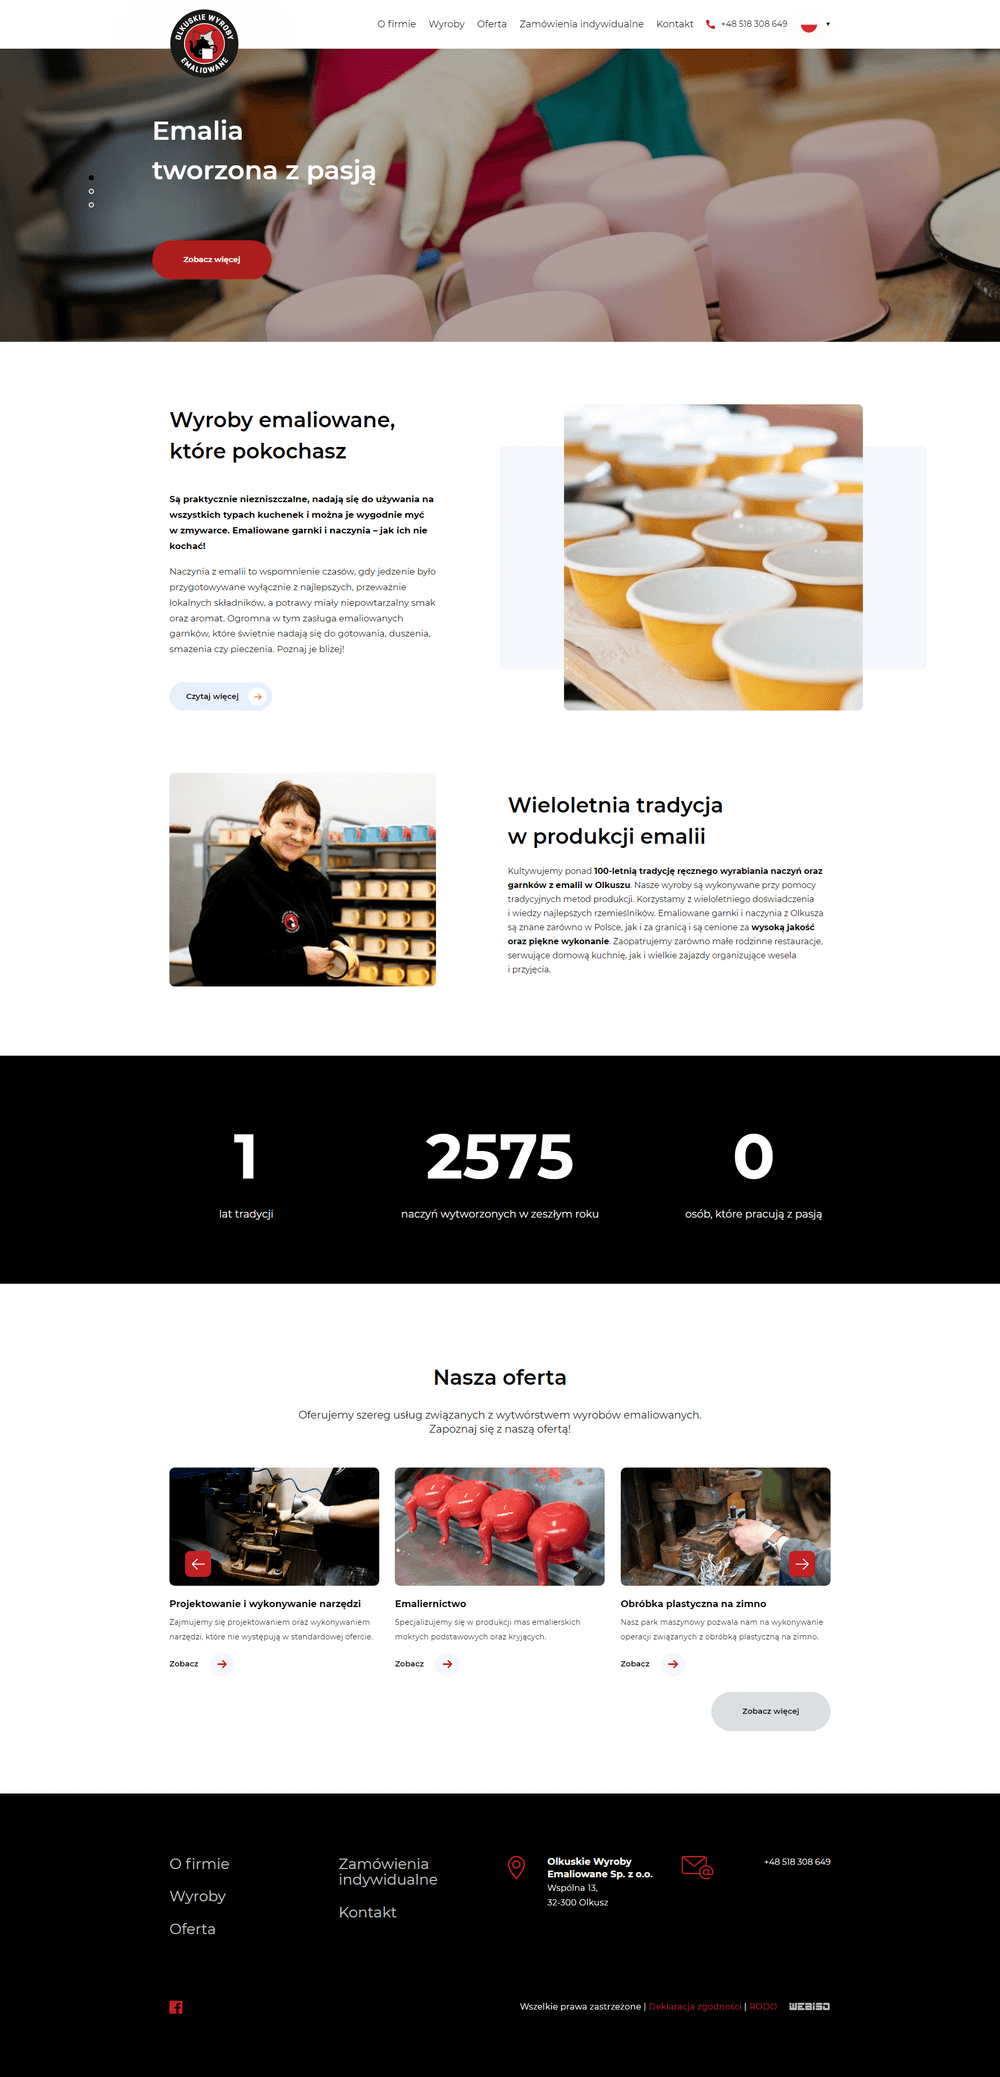 OLKUSKIE WYROBY
EMALIOWANE
O firmie
Wyroby
Oferta
Zamówienia indywidualne
Kontakt
+48 518 308 649
Emalia
tworzona z pasją
Zobacz więcej
Wyroby emaliowane,
które pokochasz
Są praktycznie niezniszczalne, nadają się do używania na
wszystkich typach kuchenek i można je wygodnie myć
w zmywarce. Emaliowane garnki i naczynia – jak ich nie
kochać!
Naczynia z emalii to wspomnienie czasów, gdy jedzenie było
przygotowywane wyłącznie z najlepszych, przeważnie
lokalnych składników, a potrawy miały niepowtarzalny smak
oraz aromat. Ogromna w tym zasługa emaliowanych
garnków, które świetnie nadają się do gotowania, duszenia,
smażenia czy pieczenia. Poznaj je bliżej!
Czytaj więcej
Wieloletnia tradycja
w produkcji emalii
Kultywujemy ponad 100-letnią tradycję ręcznego wyrabiania naczyń oraz
garnków z emalii w Olkuszu. Nasze wyroby są wykonywane przy pomocy
tradycyjnych metod produkcji. Korzystamy z wieloletniego doświadczenia
i wiedzy najlepszych rzemieślników. Emaliowane garnki i naczynia z Olkusza
są znane zarówno w Polsce, jak i za granicą i są cenione za wysoką jakość
oraz piękne wykonanie. Zaopatrujemy zarówno małe rodzinne restauracje,
serwujące domową kuchnię, jak i wielkie zajazdy organizujące wesela
i przyjęcia.
1
lat tradycji
2575
naczyń wytworzonych w zeszłym roku
0
osób, które pracują z pasją
Nasza oferta
Oferujemy szereg usług związanych z wytwórstwem wyrobów emaliowanych.
Zapoznaj się z naszą ofertą!
Projektowanie i wykonywanie narzędzi
Zajmujemy się projektowaniem oraz wykonywaniem
narzędzi, które nie występują w standardowej ofercie.
Zobacz
Emaliernictwo
Specjalizujemy się w produkcji mas emalierskich
mokrych podstawowych oraz kryjących.
Zobacz
Obróbka plastyczna na zimno
Nasz park maszynowy pozwala nam na wykonywanie
operacji związanych z obróbką plastyczną na zimno.
Zobacz
Zobacz więcej
O firmie
Wyroby
Oferta
Zamówienia
indywidualne
Kontakt
Olkuskie Wyroby
Emaliowane Sp. z o.o.
Wspólna 13,
32-300 Olkusz
+48 518 308 649
Wszelkie prawa zastrzeżone | Deklaracja zgodności | RODO
WEBISO